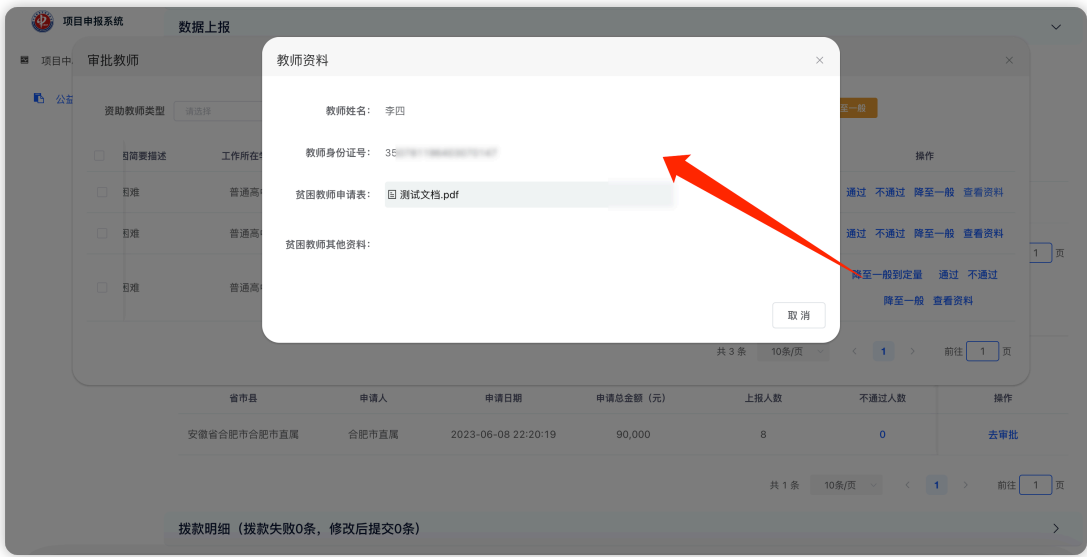 项目申报系统
数据上报
项目中
审批教师
公益
资助教师类型 请选择
至一般
困简要描述 工作所在 操作
困难 普通高 通过 不通过 降至一般 查看资料
困难 普通高 通过 不通过 降至一般 查看资料
1 页
困难 普通高 降至一般到定量 通过 不通过
降至一般 查看资料
教师资料
教师姓名： 李四
教师身份证号： 35
贫困教师申请表： 测试文档.pdf
贫困教师其他资料：
取 消
共 3 条 10条/页 1 前往 1 页
省市县 申请人 申请日期 申请总金额（元） 上报人数 不通过人数 操作
安徽省合肥市合肥市直属 合肥市直属 2023-06-08 22:20:19 90,000 8 0 去审批
共 1 条 10条/页 1 前往 1 页
拨款明细（拨款失败0条，修改后提交0条）